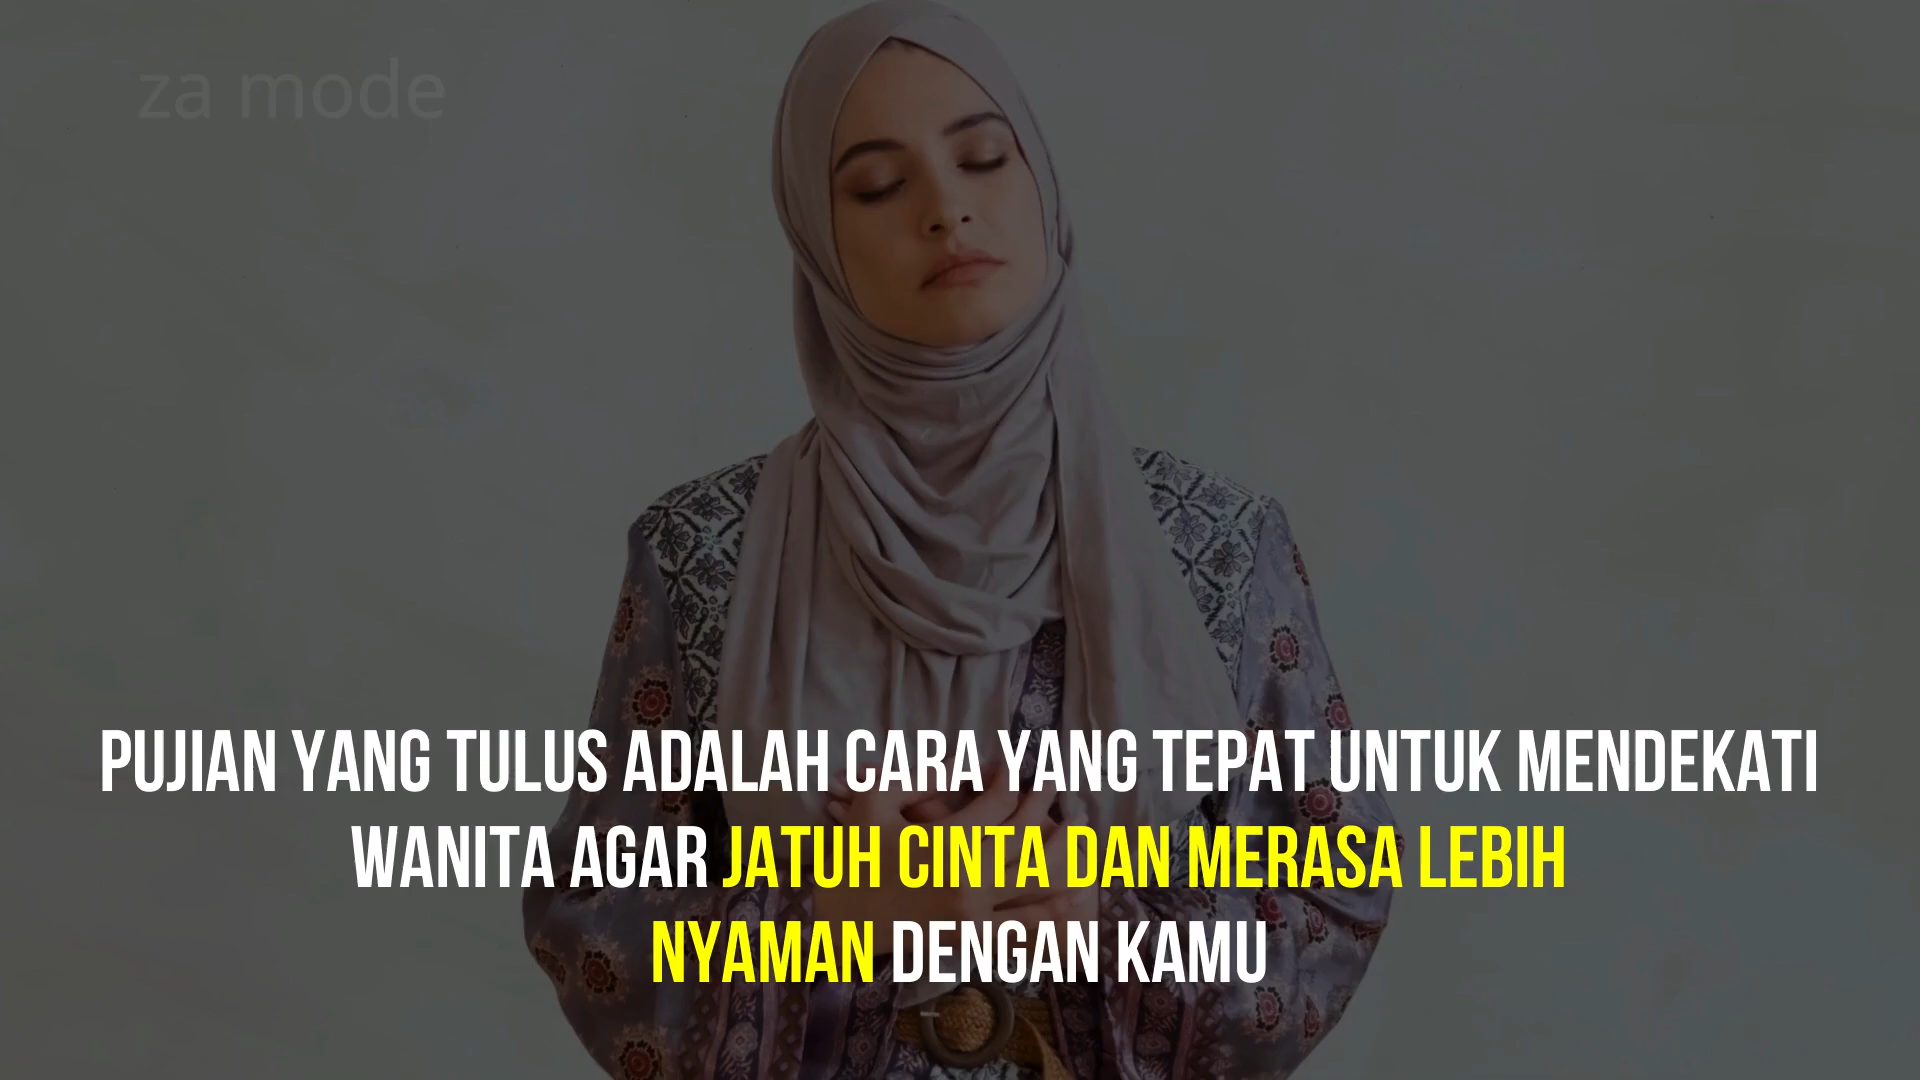 za mode
PUJIAN YANG TULUS ADALAH CARA YANG TEPAT UNTUK MENDEKATI
WANITA AGAR JATUH CINTA DAN MERASA LEBIH
NYAMAN DENGAN KAMU